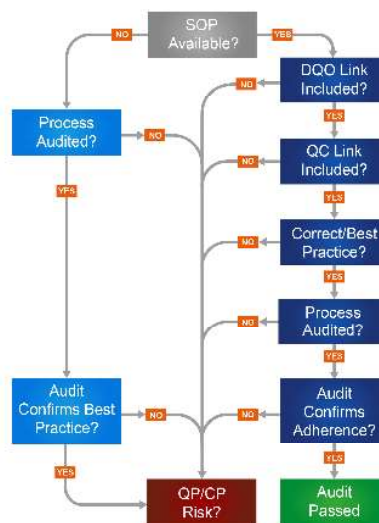 SOP
Available?
NO
YES
DQO Link
Included?
NO
YES
Process
Audited?
NO
YES
QC Link
Included?
NO
YES
Correct/Best
Practice?
NO
YES
Process
Audited?
NO
YES
Audit
Confirms Best
Practice?
NO
YES
Audit
Confirms
Adherence?
NO
YES
QP/CP
Risk?
Audit
Passed